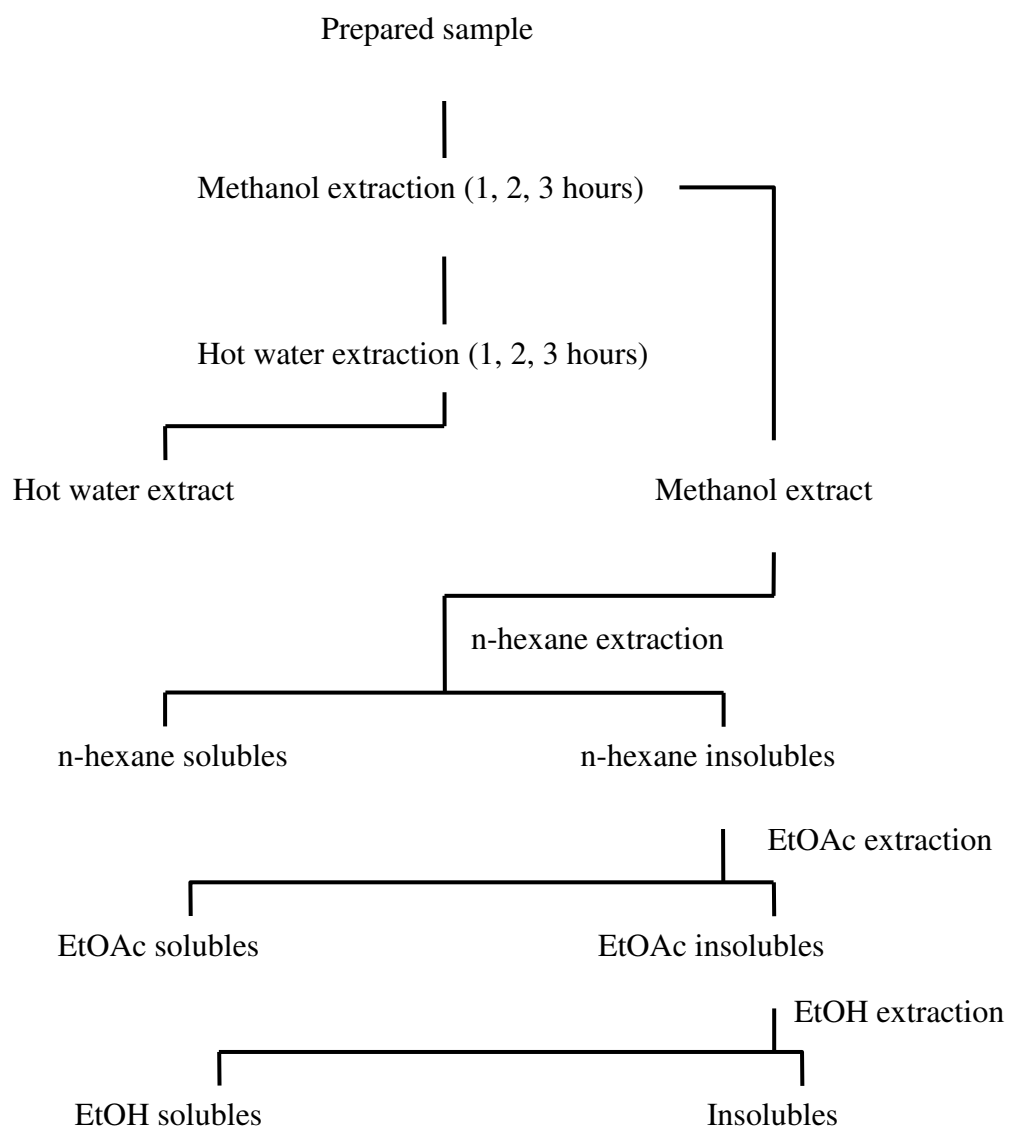 Prepared sample
Methanol extraction (1, 2, 3 hours)
Hot water extraction (1, 2, 3 hours)
Hot water extract
Methanol extract
n-hexane extraction
n-hexane solubles
n-hexane insolubles
EtOAc extraction
EtOAc solubles
EtOAc insolubles
EtOH extraction
EtOH solubles
Insolubles